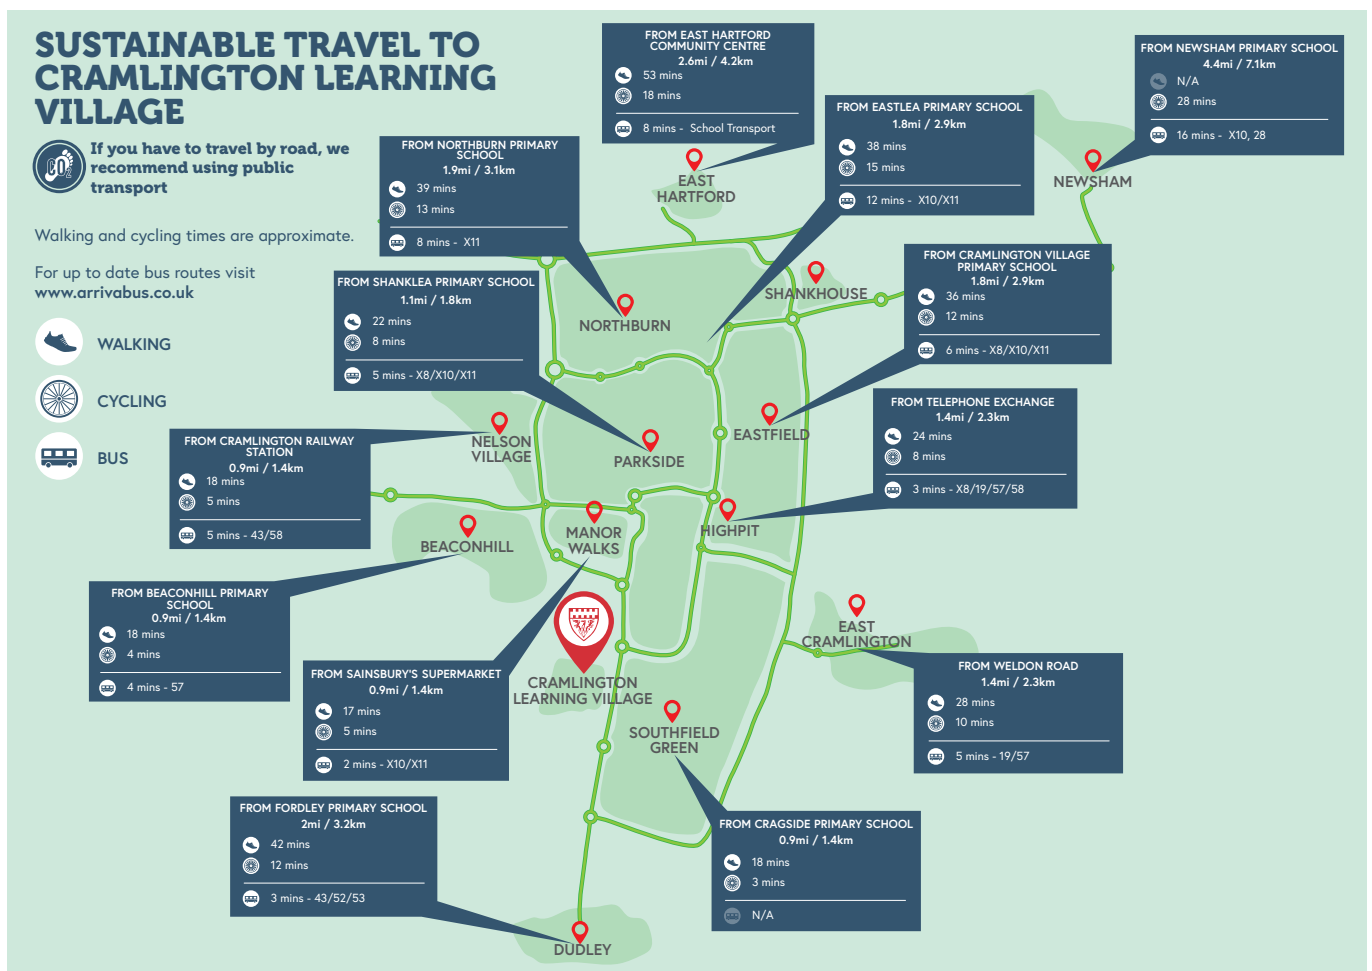 SUSTAINABLE TRAVEL TO
CRAMLINGTON LEARNING
VILLAGE
CO2
If you have to travel by road, we
recommend using public
transport
Walking and cycling times are approximate.
For up to date bus routes visit
www.arrivabus.co.uk
WALKING
CYCLING
BUS
FROM EAST HARTFORD
COMMUNITY CENTRE
2.6mi / 4.2km
53 mins
18 mins
8 mins - School Transport
FROM NEWSHAM PRIMARY SCHOOL
4.4mi / 7.1km
N/A
28 mins
16 mins - X10, 28
FROM EASTLEA PRIMARY SCHOOL
1.8mi / 2.9km
38 mins
15 mins
12 mins - X10/X11
FROM NORTHBURN PRIMARY
SCHOOL
1.9mi / 3.1km
39 mins
13 mins
8 mins - X11
EAST
HARTFORD
NEWSHAM
FROM CRAMLINGTON VILLAGE
PRIMARY SCHOOL
1.8mi / 2.9km
36 mins
12 mins
6 mins - X8/X10/X11
FROM SHANKLEA PRIMARY SCHOOL
1.1mi / 1.8km
22 mins
8 mins
5 mins - X8/X10/X11
SHANKHOUSE
NORTHBURN
FROM TELEPHONE EXCHANGE
1.4mi / 2.3km
24 mins
8 mins
3 mins - X8/19/57/58
NELSON
VILLAGE
PARKSIDE
EASTFIELD
FROM CRAMLINGTON RAILWAY
STATION
0.9mi / 1.4km
18 mins
5 mins
5 mins - 43/58
BEACONHILL
MANOR
WALKS
HIGHPIT
FROM BEACONHILL PRIMARY
SCHOOL
0.9mi / 1.4km
18 mins
4 mins
4 mins - 57
EAST
CRAMLINGTON
FROM SAINSBURY'S SUPERMARKET
0.9mi / 1.4km
17 mins
5 mins
2 mins - X10/X11
CRAMLINGTON
LEARNING VILLAGE
FROM WELDON ROAD
1.4mi / 2.3km
28 mins
10 mins
5 mins - 19/57
SOUTHFIELD
GREEN
FROM FORDLEY PRIMARY SCHOOL
2mi / 3.2km
42 mins
12 mins
3 mins - 43/52/53
FROM CRAGSIDE PRIMARY SCHOOL
0.9mi / 1.4km
18 mins
3 mins
N/A
DUDLEY